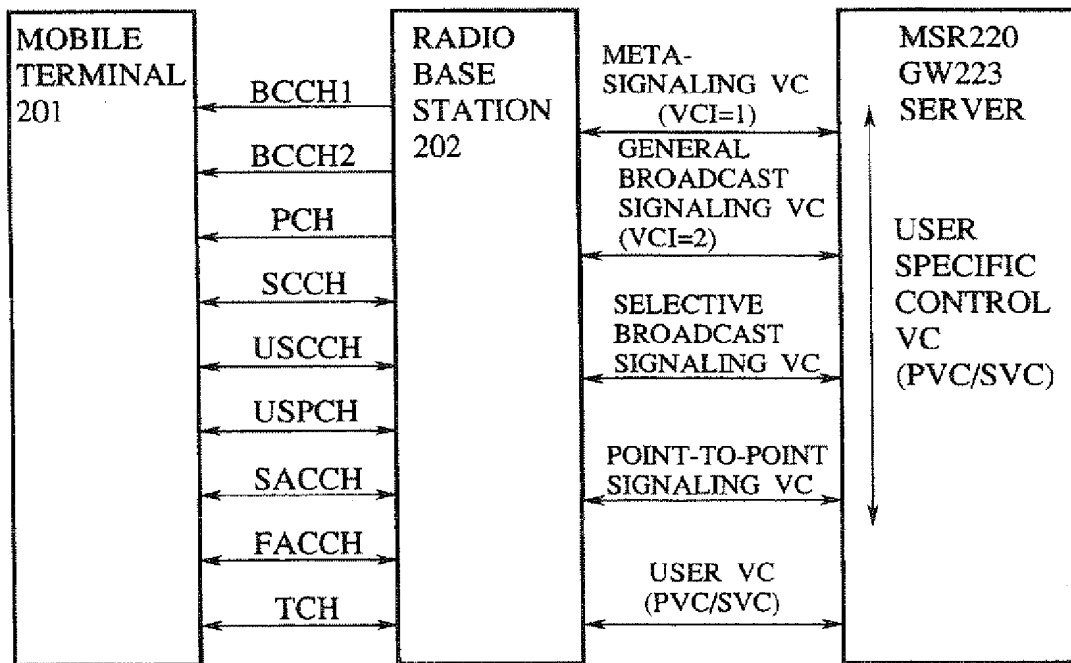 MOBILE
TERMINAL
201
BCCH1
BCCH2
PCH
SCCH
USCCH
USPCH
SACCH
FACCH
TCH
RADIO
BASE
STATION
202
META-
SIGNALING VC
(VCI=1)
GENERAL
BROADCAST
SIGNALING VC
(VCI=2)
SELECTIVE
BROADCAST
SIGNALING VC
POINT-TO-POINT
SIGNALING VC
USER VC
(PVC/SVC)
MSR220
GW223
SERVER
USER
SPECIFIC
CONTROL
VC
(PVC/SVC)